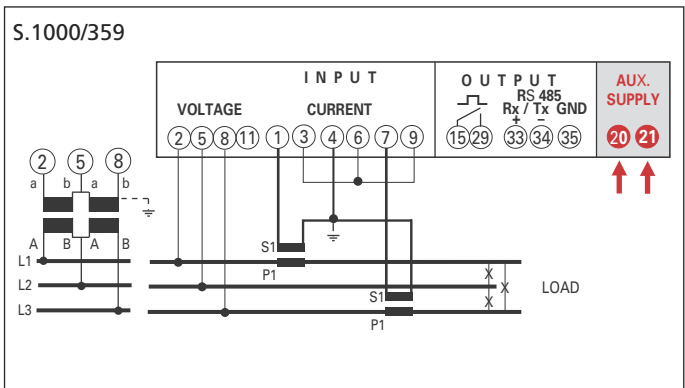 S.1000/359
INPUT
OUTPUT
AUX.
SUPPLY
VOLTAGE
CURRENT
RS 485
Rx / Tx GND
+ −
2 5 8 11 1 3 4 6 7 9 15 29 33 34 35 20 21
2 5 8
a b a b
A B A B
S1
P1
L1
L2
L3
S1
P1
X
X
X
LOAD